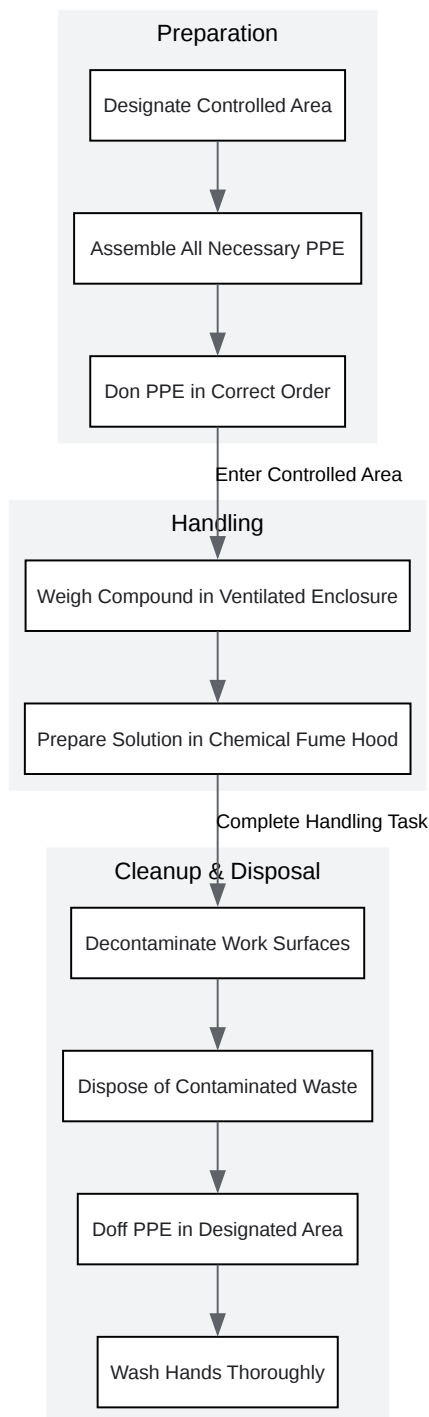 Preparation
Designate Controlled Area
Assemble All Necessary PPE
Don PPE in Correct Order
Enter Controlled Area
Handling
Weigh Compound in Ventilated Enclosure
Prepare Solution in Chemical Fume Hood
Complete Handling Task
Cleanup & Disposal
Decontaminate Work Surfaces
Dispose of Contaminated Waste
Doff PPE in Designated Area
Wash Hands Thoroughly